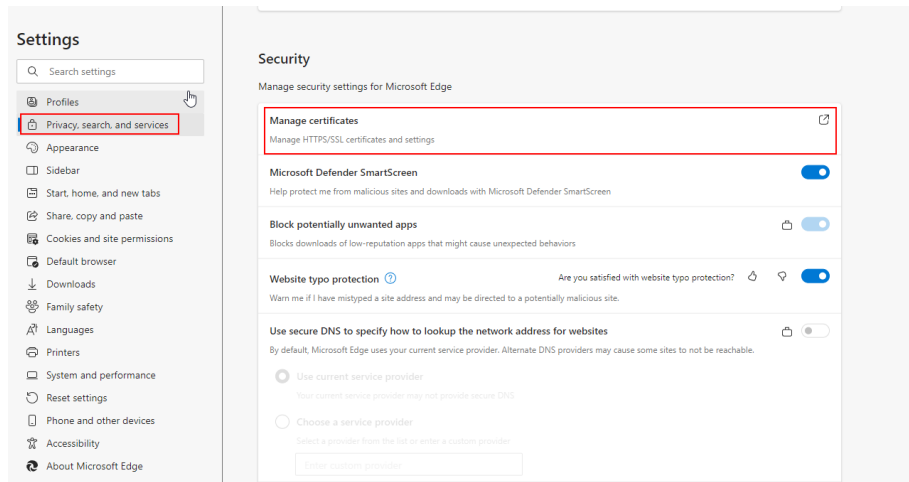 Settings
Search settings
Profiles
Privacy, search, and services
Appearance
Sidebar
Start, home, and new tabs
Share, copy and paste
Cookies and site permissions
Default browser
Downloads
Family safety
Languages
Printers
System and performance
Reset settings
Phone and other devices
Accessibility
About Microsoft Edge
Security
Manage security settings for Microsoft Edge
Manage certificates
Manage HTTPS/SSL certificates and settings
Microsoft Defender SmartScreen
Help protect me from malicious sites and downloads with Microsoft Defender SmartScreen
Block potentially unwanted apps
Blocks downloads of low-reputation apps that might cause unexpected behaviors
Website typo protection
Are you satisfied with website typo protection?
Warn me if I have mistyped a site address and may be directed to a potentially malicious site.
Use secure DNS to specify how to lookup the network address for websites
By default, Microsoft Edge uses your current service provider. Alternate DNS providers may cause some sites to not be reachable.
Use current service provider
Your current service provider may not provide secure DNS
Choose a service provider
Select a provider from the list or enter a custom provider
Enter custom provider